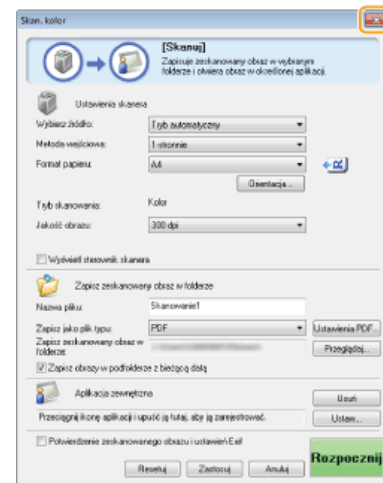 Skan. kolor
[Skanuj]
Zapisuje zeskanowany obraz w wybranym
folderze i otwiera obraz w określonej aplikacji.
Ustawienia skanera
Wybierz źródło:
Tryb automatyczny
Metoda wejściowa:
1-stronnie
Format papieru:
A4
Orientacja...
Tryb skanowania:
Kolor
Jakość obrazu:
300 dpi
Wyświetl sterownik skanera
Zapisz zeskanowany obraz w folderze
Nazwa pliku:
Skanowanie1
Zapisz jako plik typu:
PDF
Ustawienia PDF...
Zapisz zeskanowany obraz w
folderze:
Przeglądaj...
Zapisz obrazy w podfolderze z bieżącą datą
Aplikacja zewnętrzna
Usuń
Przeciągnij ikonę aplikacji i upuść ją tutaj, aby ją zarejestrować.
Ustaw...
Potwierdzenie zeskanowanego obrazu i ustawień Exif
Resetuj
Zastosuj
Anuluj
Rozpocznij